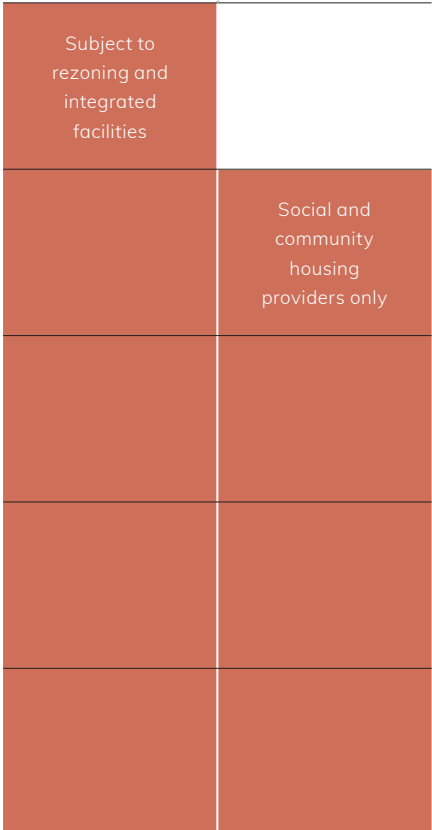 Subject to
rezoning and
integrated
facilities
Social and
community
housing
providers only